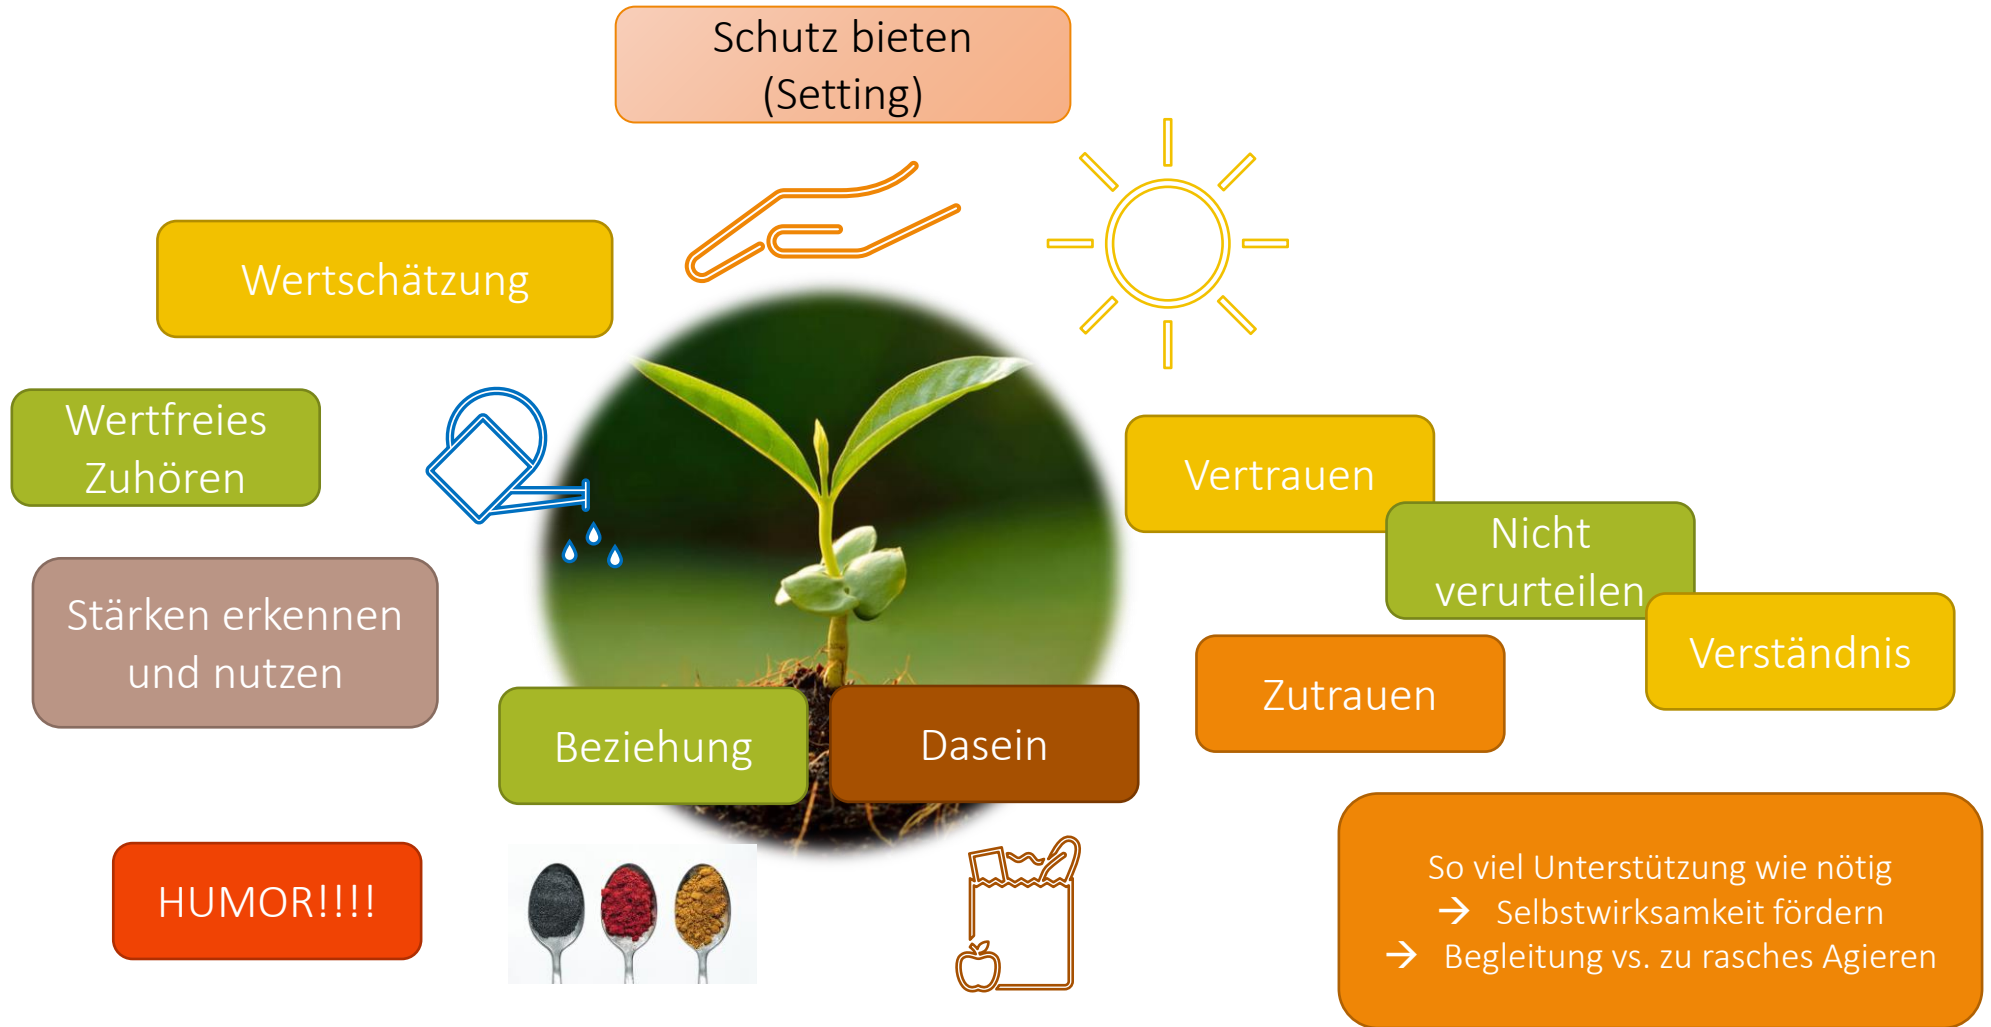 Schutz bieten
(Setting)
Wertschätzung
Wertfreies
Zuhören
Vertrauen
Nicht
verurteilen
Stärken erkennen
und nutzen
Verständnis
Zutrauen
Beziehung
Dasein
HUMOR!!!!
So viel Unterstützung wie nötig
→ Selbstwirksamkeit fördern
→ Begleitung vs. zu rasches Agieren